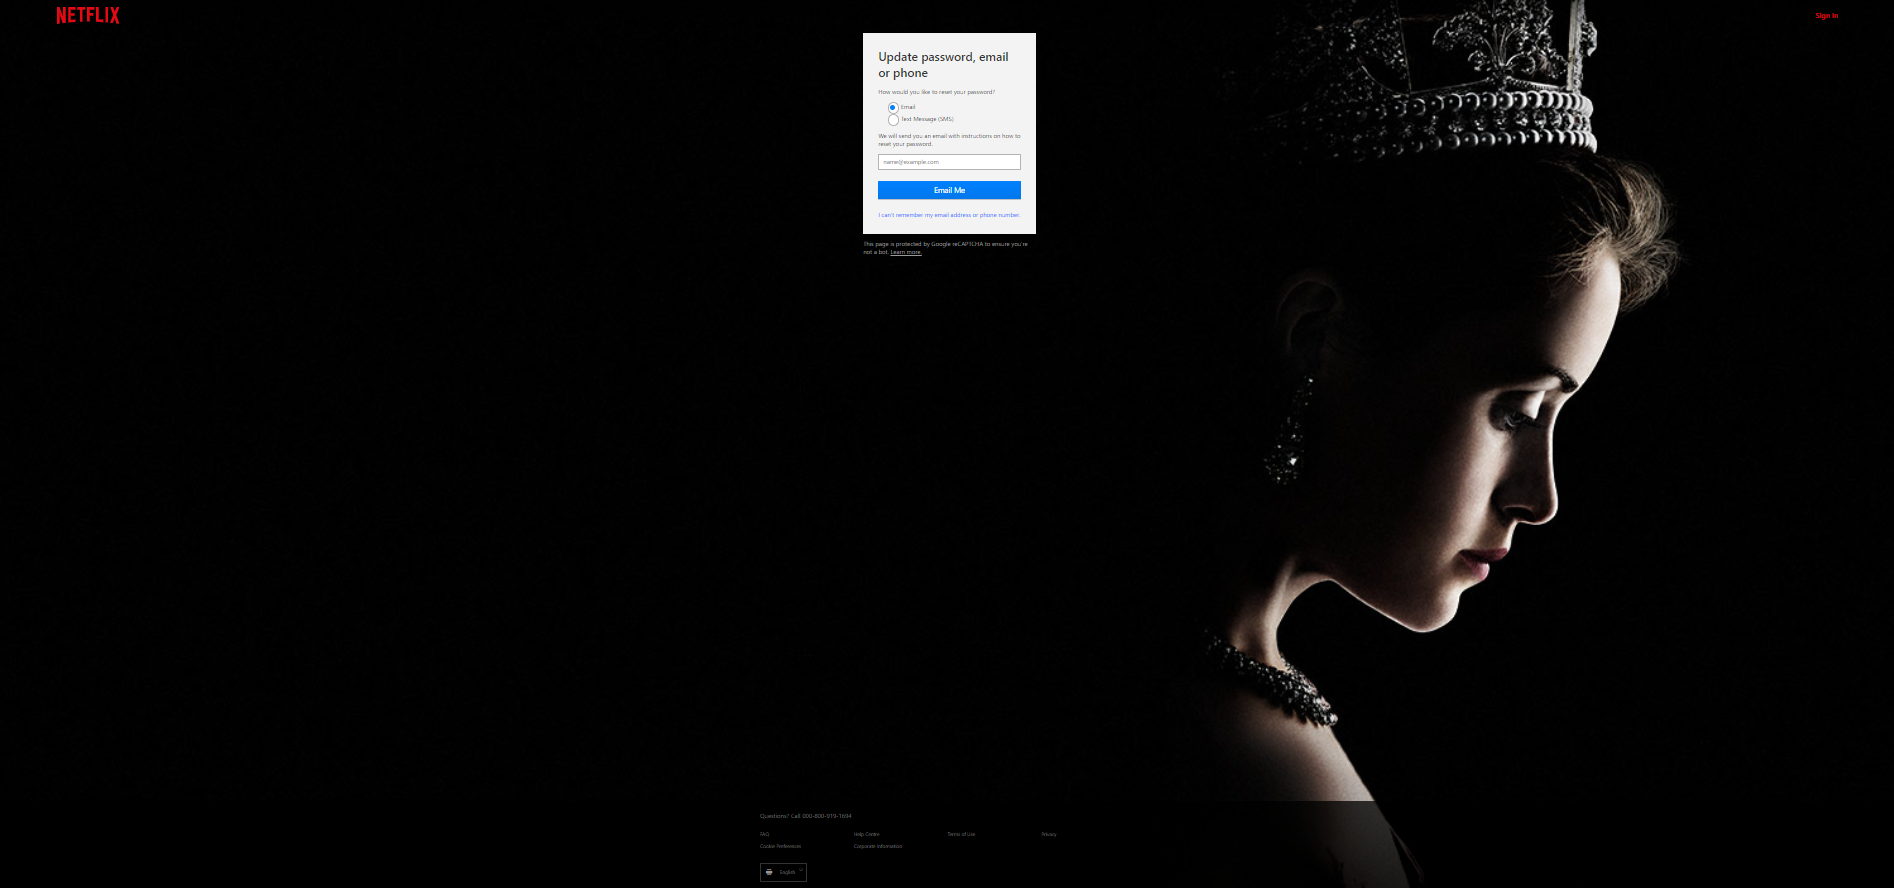 NETFLIX
Sign In
Update password, email
or phone
How would you like to reset your password?
Email
Text Message (SMS)
We will send you an email with instructions on how to
reset your password.
name@example.com
Email Me
I can't remember my email address or phone number.
This page is protected by Google reCAPTCHA to ensure you're
not a bot. Learn more.
Questions? Call 000-800-919-1694
FAQ
Help Centre
Terms of Use
Privacy
Cookie Preferences
Corporate Information
English